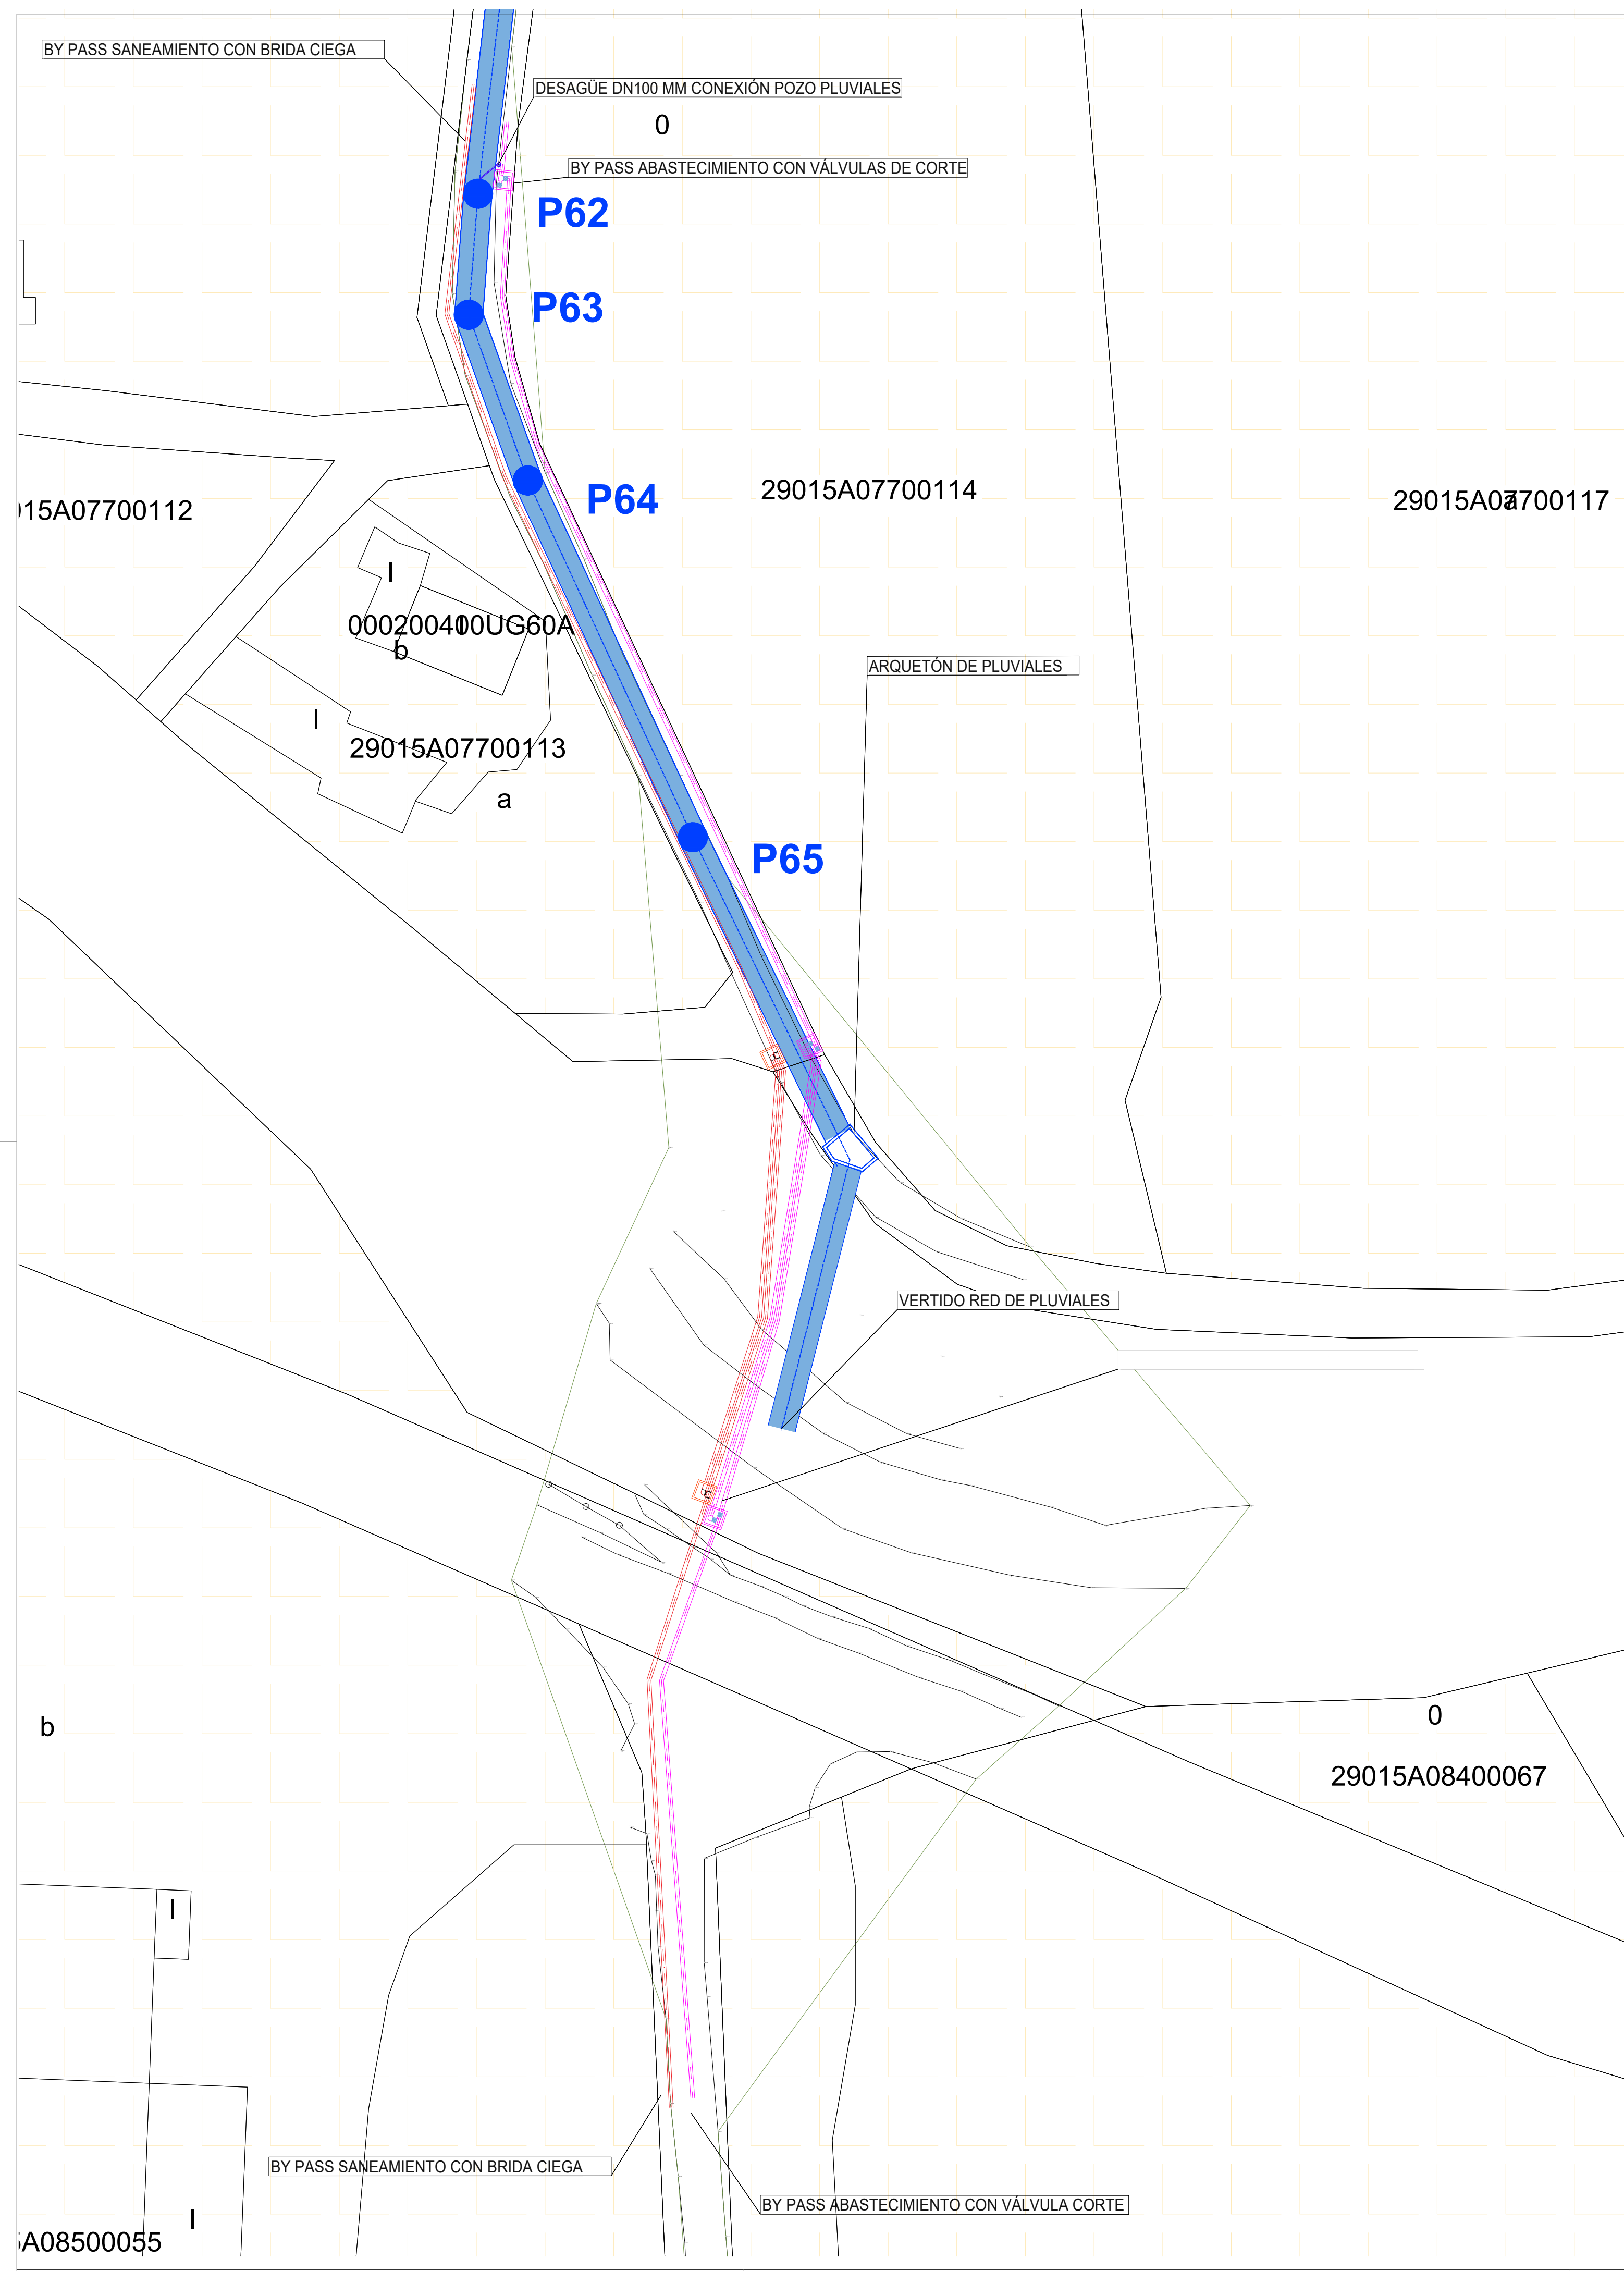 BY PASS SANEAMIENTO CON BRIDA CIEGA
DESAGÜE DN100 MM CONEXIÓN POZO PLUVIALES
0
BY PASS ABASTECIMIENTO CON VÁLVULAS DE CORTE
P62
P63
P64
29015A07700114
29015A07700117
a
015A07700112
I
000200400UG60A
b
ARQUETÓN DE PLUVIALES
I
29015A07700113
a
P65
VERTIDO RED DE PLUVIALES
b
0
29015A08400067
I
BY PASS SANEAMIENTO CON BRIDA CIEGA
BY PASS ABASTECIMIENTO CON VÁLVULA CORTE
I
A08500055